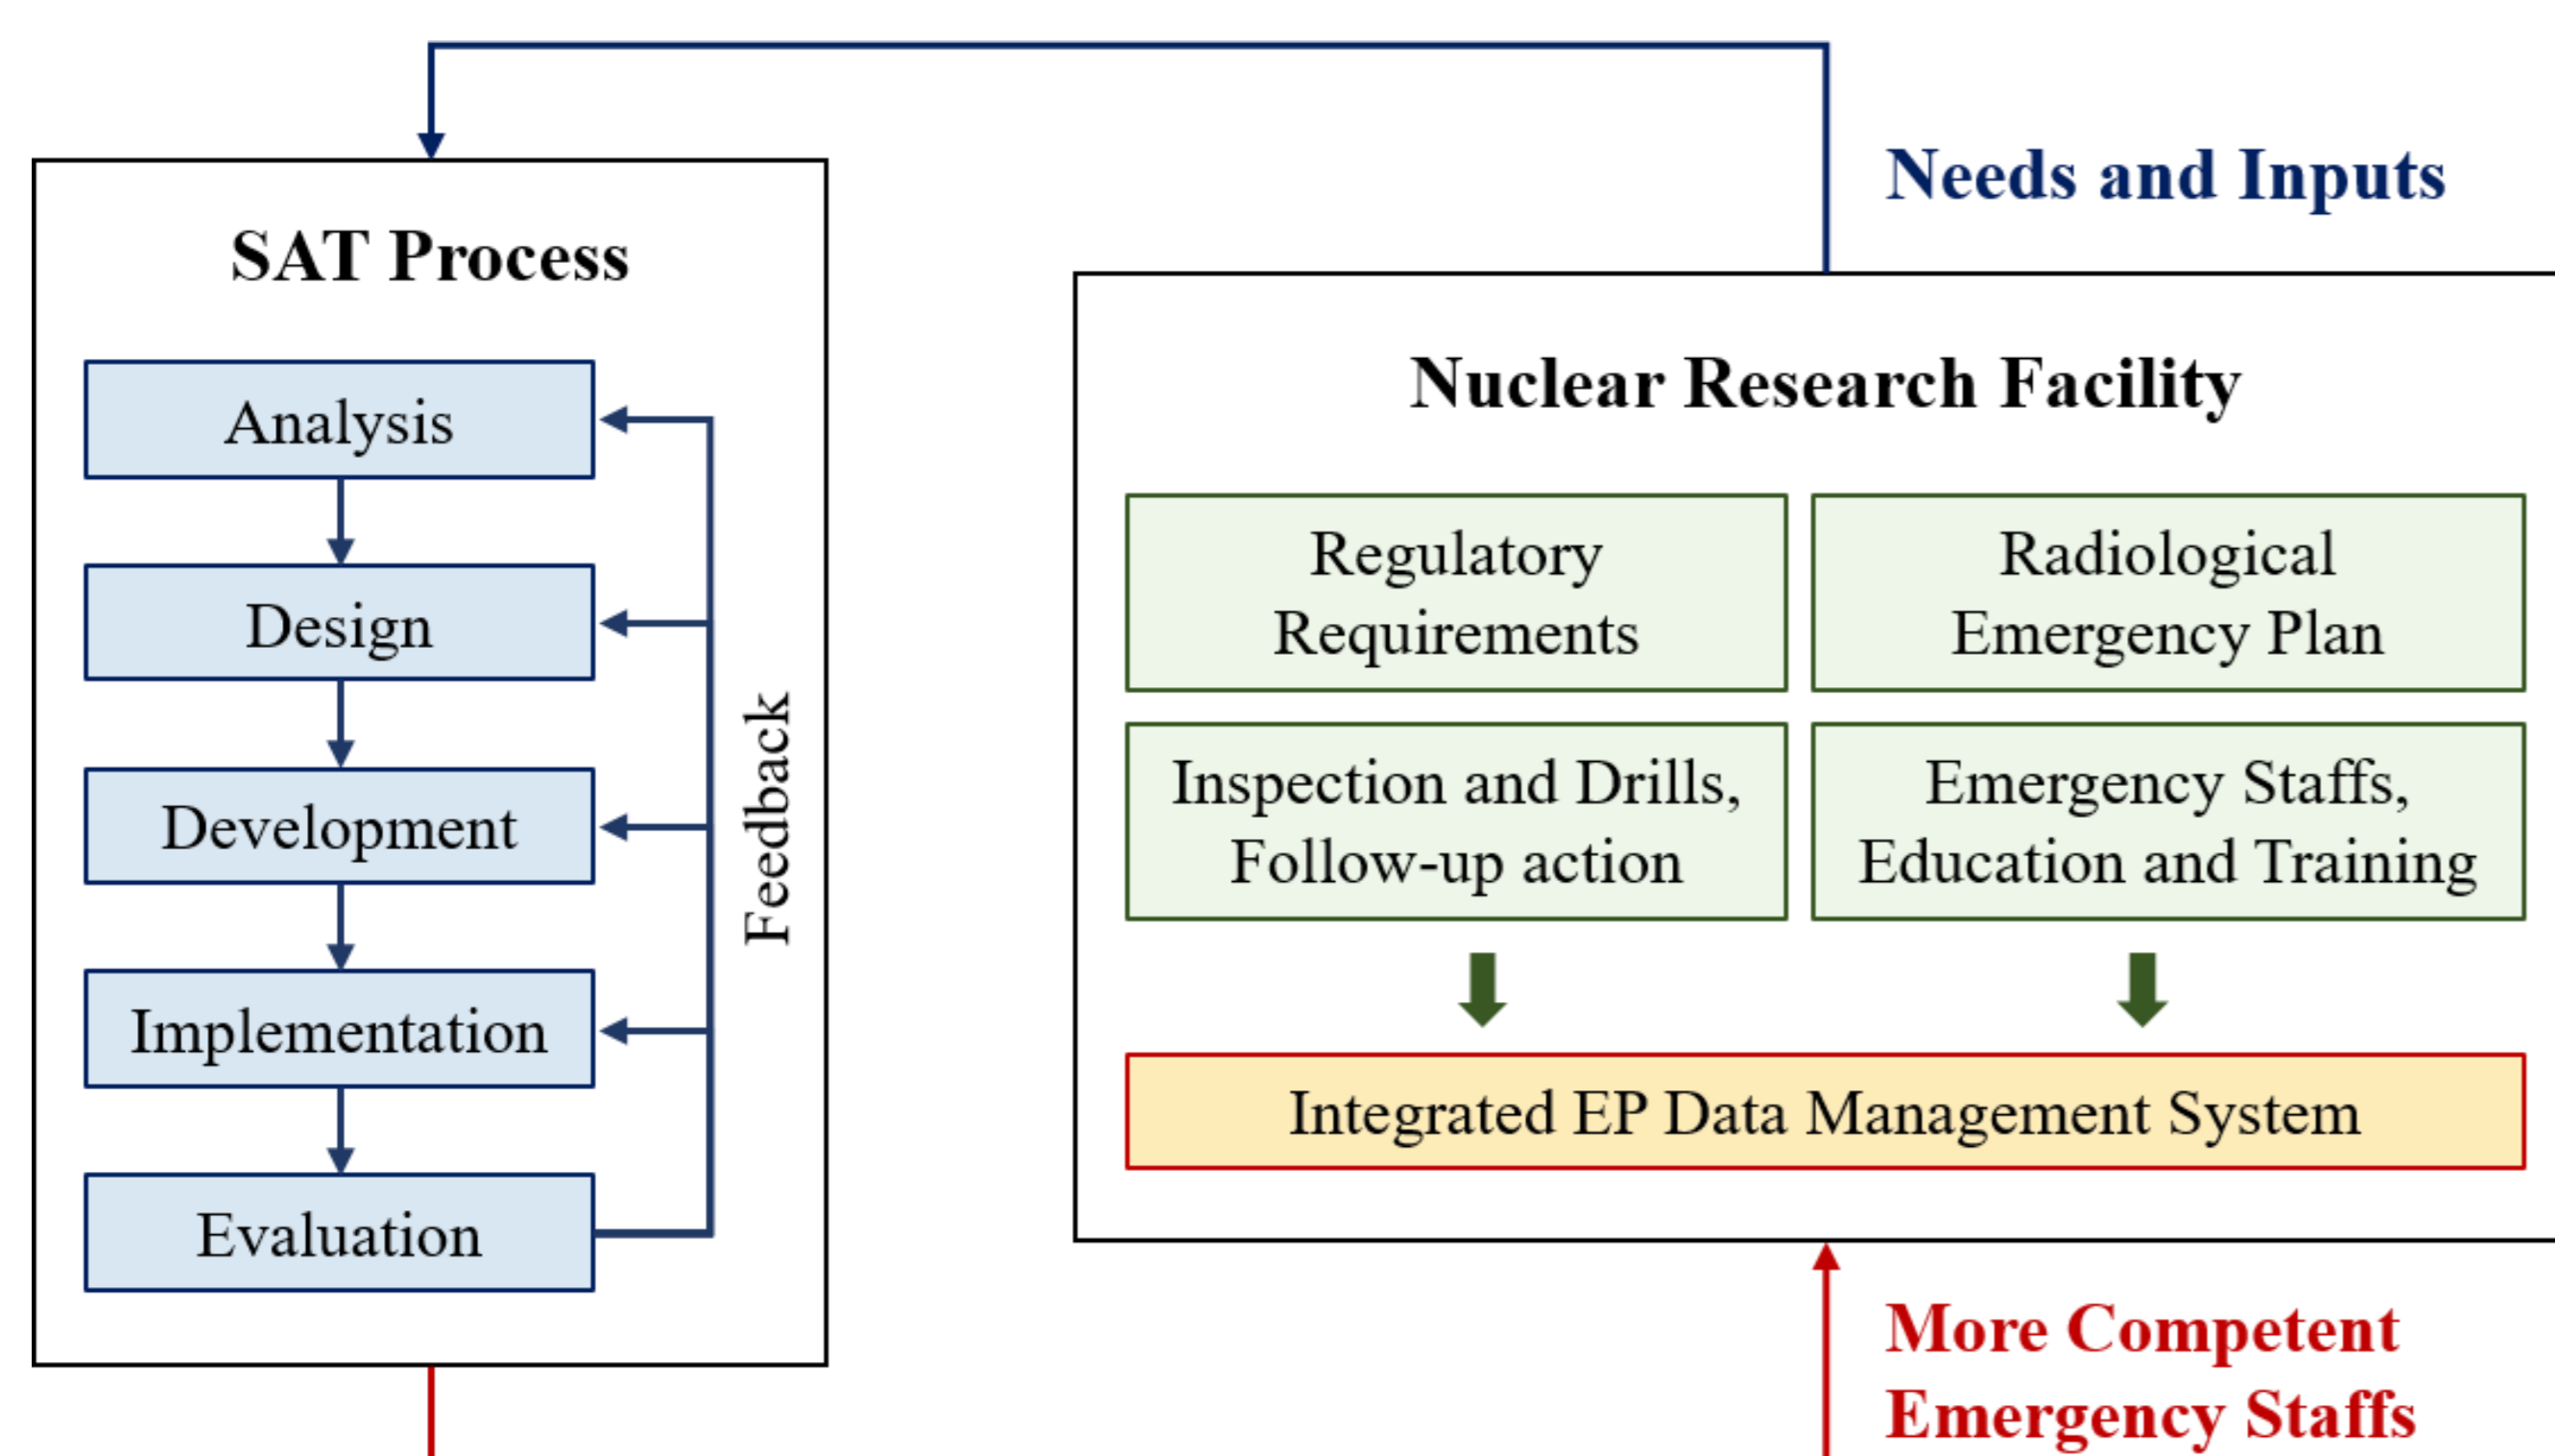 Needs and Inputs
SAT Process
Analysis
Design
Development
Implementation
Evaluation
Feedback
Nuclear Research Facility
Regulatory
Requirements
Radiological
Emergency Plan
Inspection and Drills,
Follow-up action
Emergency Staffs,
Education and Training
Integrated EP Data Management System
More Competent
Emergency Staffs